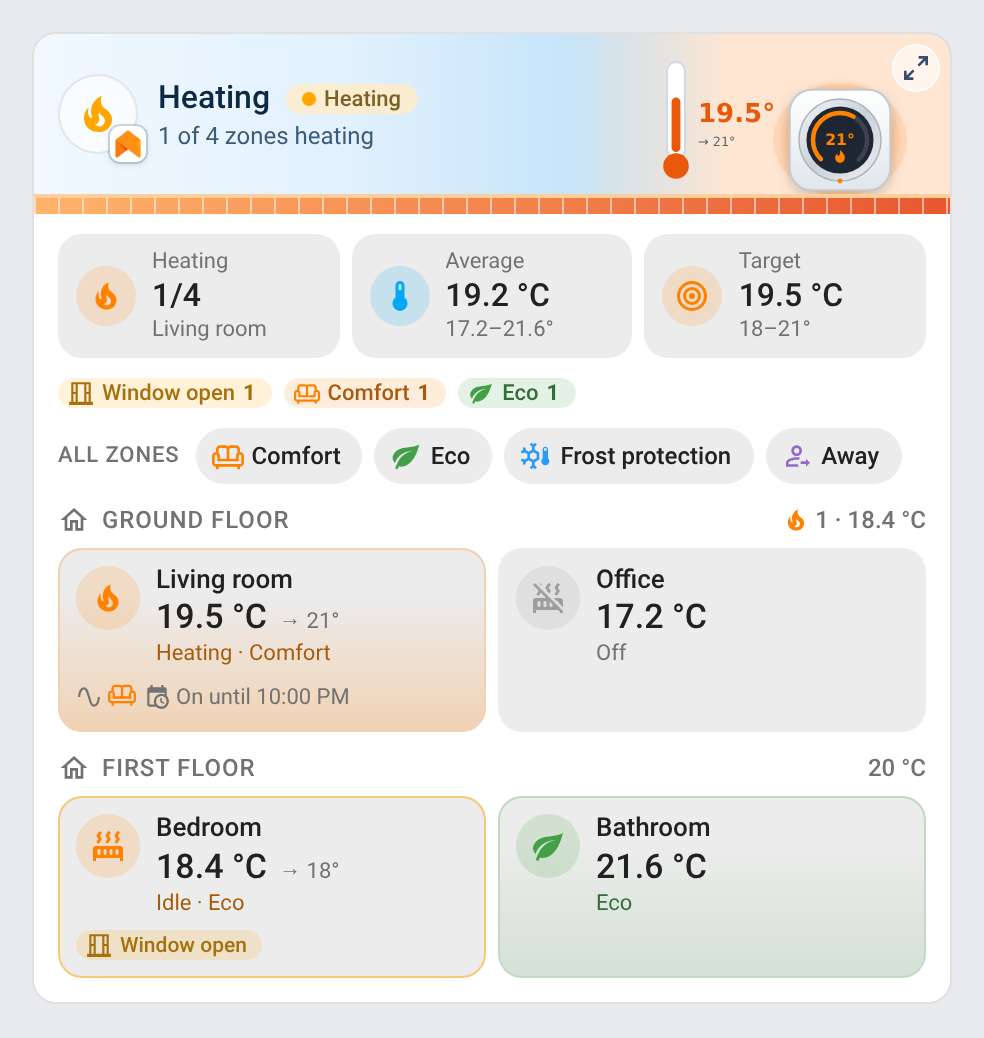 Heating
Heating
1 of 4 zones heating
19.5°
→ 21°
21°
Heating
1/4
Living room
Average
19.2 °C
17.2–21.6°
Target
19.5 °C
18–21°
Window open 1
Comfort 1
Eco 1
ALL ZONES
Comfort
Eco
Frost protection
Away
GROUND FLOOR
1 · 18.4 °C
Living room
19.5 °C → 21°
Heating · Comfort
On until 10:00 PM
Office
17.2 °C
Off
FIRST FLOOR
20 °C
Bedroom
18.4 °C → 18°
Idle · Eco
Window open
Bathroom
21.6 °C
Eco